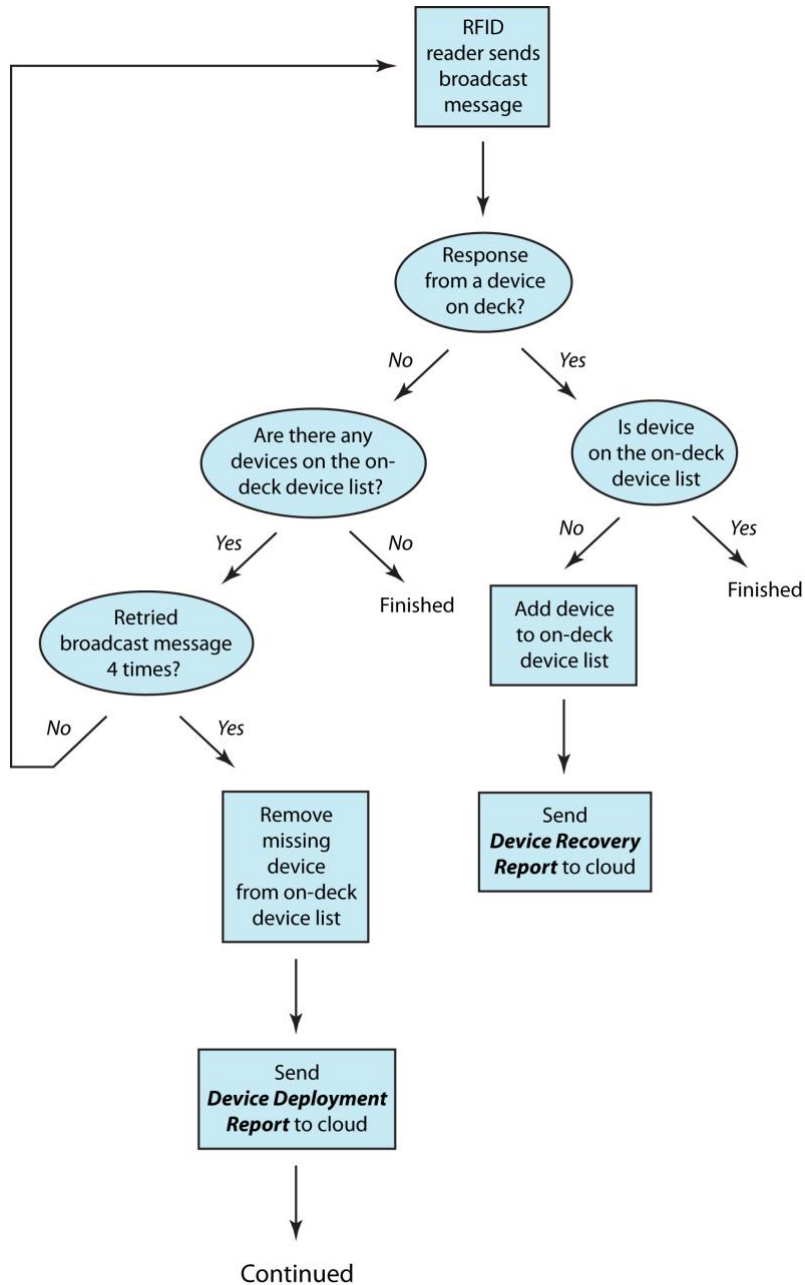 RFID
reader sends
broadcast
message
Response
from a device
on deck?
No
Yes
Are there any
devices on the on-
deck device list?
Is device
on the on-deck
device list
Yes
No
No
Yes
Finished
Finished
Retried
broadcast message
4 times?
Add device
to on-deck
device list
No
Yes
Remove
missing
device
from on-deck
device list
Send
Device Recovery
Report to cloud
Send
Device Deployment
Report to cloud
Continued